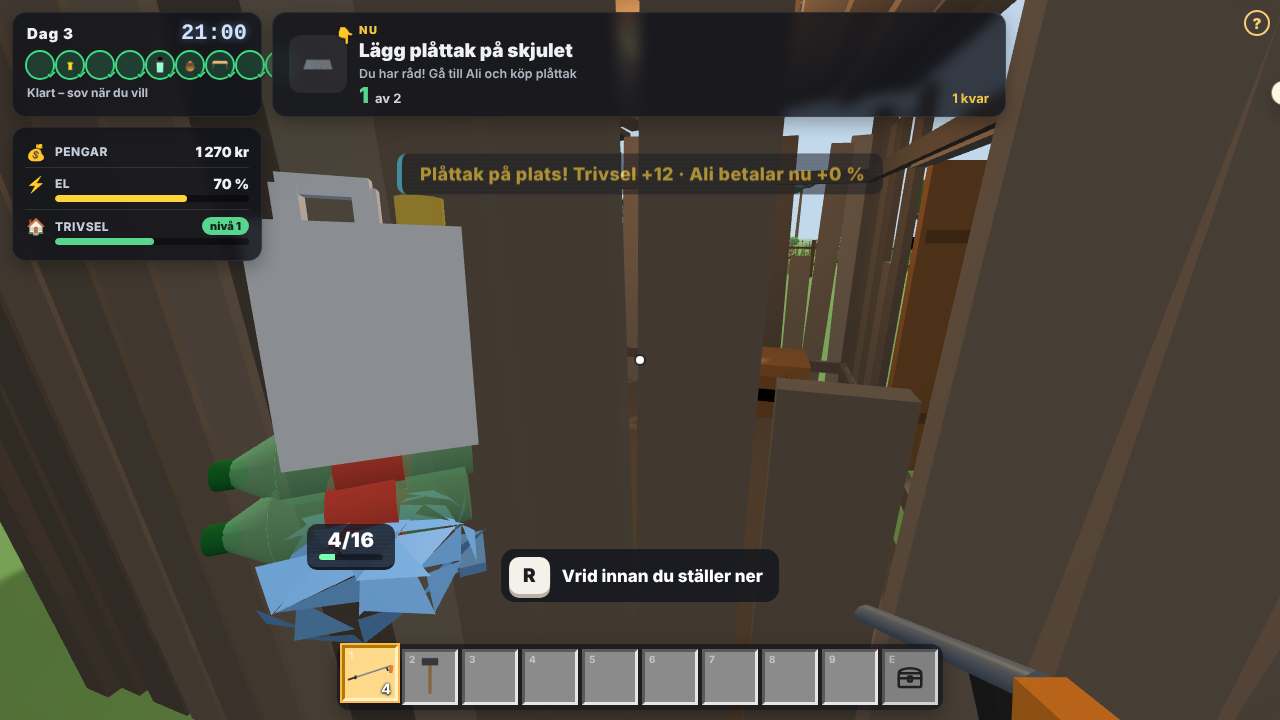 Dag 3
21:00
Klart – sov när du vill
NU
Lägg plåttak på skjulet
Du har råd! Gå till Ali och köp plåttak
1 av 2
1 kvar
?
PENGAR
1 270 kr
EL
70 %
TRIVSEL
nivå 1
Plåttak på plats! Trivsel +12 · Ali betalar nu +0 %
4/16
R
Vrid innan du ställer ner
4
2
3
4
5
6
7
8
9
E